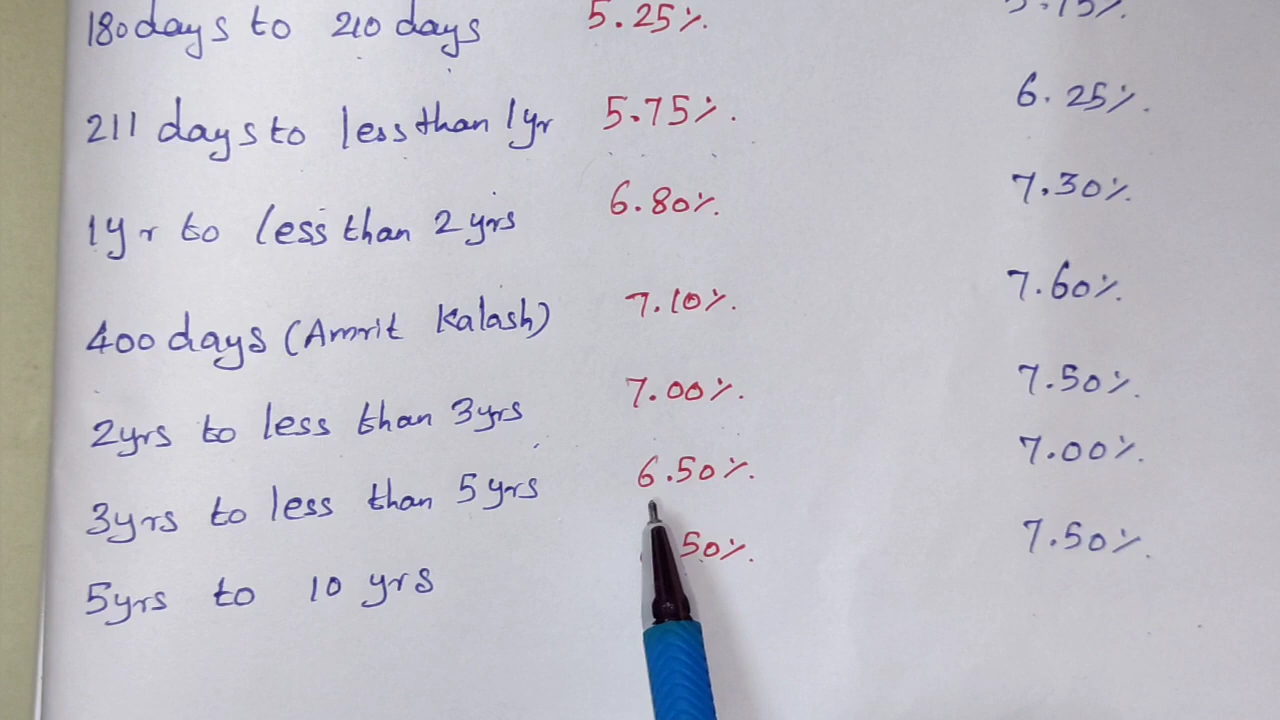 180 days to 210 days 5.25%.
211 days to less than 1yr 5.75%. 6.25%.
1yr to less than 2 yrs 6.80%. 7.30%.
400 days (Amrit Kalash) 7.10%. 7.60%.
2yrs to less than 3yrs 7.00%. 7.50%.
3yrs to less than 5yrs 6.50%. 7.00%.
5yrs to 10 yrs 50%. 7.50%.